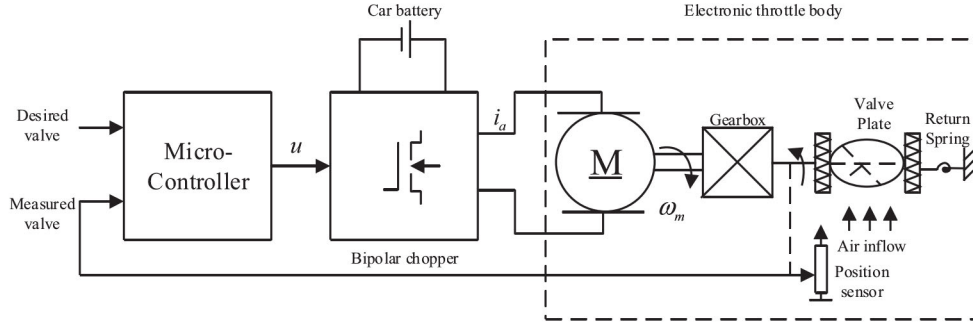 Car battery
Electronic throttle body
Desired
valve
Micro-
Controller
u
i_a
M
Gearbox
Valve
Plate
Return
Spring
Measured
valve
ω_m
Bipolar chopper
Air inflow
Position
sensor